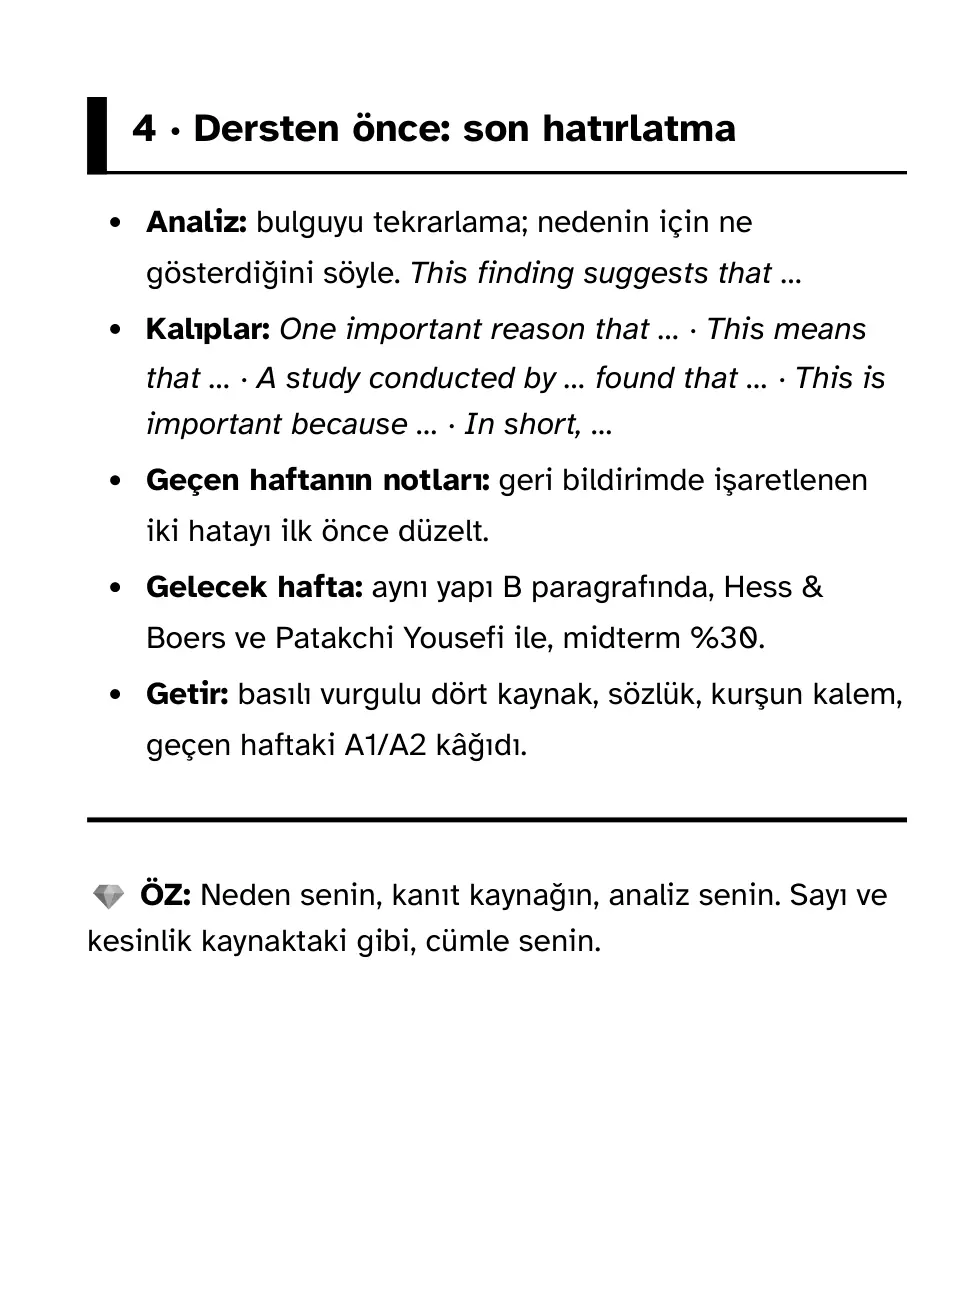 4 · Dersten önce: son hatırlatma
• Analiz: bulguyu tekrarlama; nedenin için ne
gösterdiğini söyle. This finding suggests that …
• Kalıplar: One important reason that … · This means
that … · A study conducted by … found that … · This is
important because … · In short, …
• Geçen haftanın notları: geri bildirimde işaretlenen
iki hatayı ilk önce düzelt.
• Gelecek hafta: aynı yapı B paragrafında, Hess &
Boers ve Patakchi Yousefi ile, midterm %30.
• Getir: basılı vurgulu dört kaynak, sözlük, kurşun kalem,
geçen haftaki A1/A2 kâğıdı.
💎 ÖZ: Neden senin, kanıt kaynağın, analiz senin. Sayı ve
kesinlik kaynaktaki gibi, cümle senin.